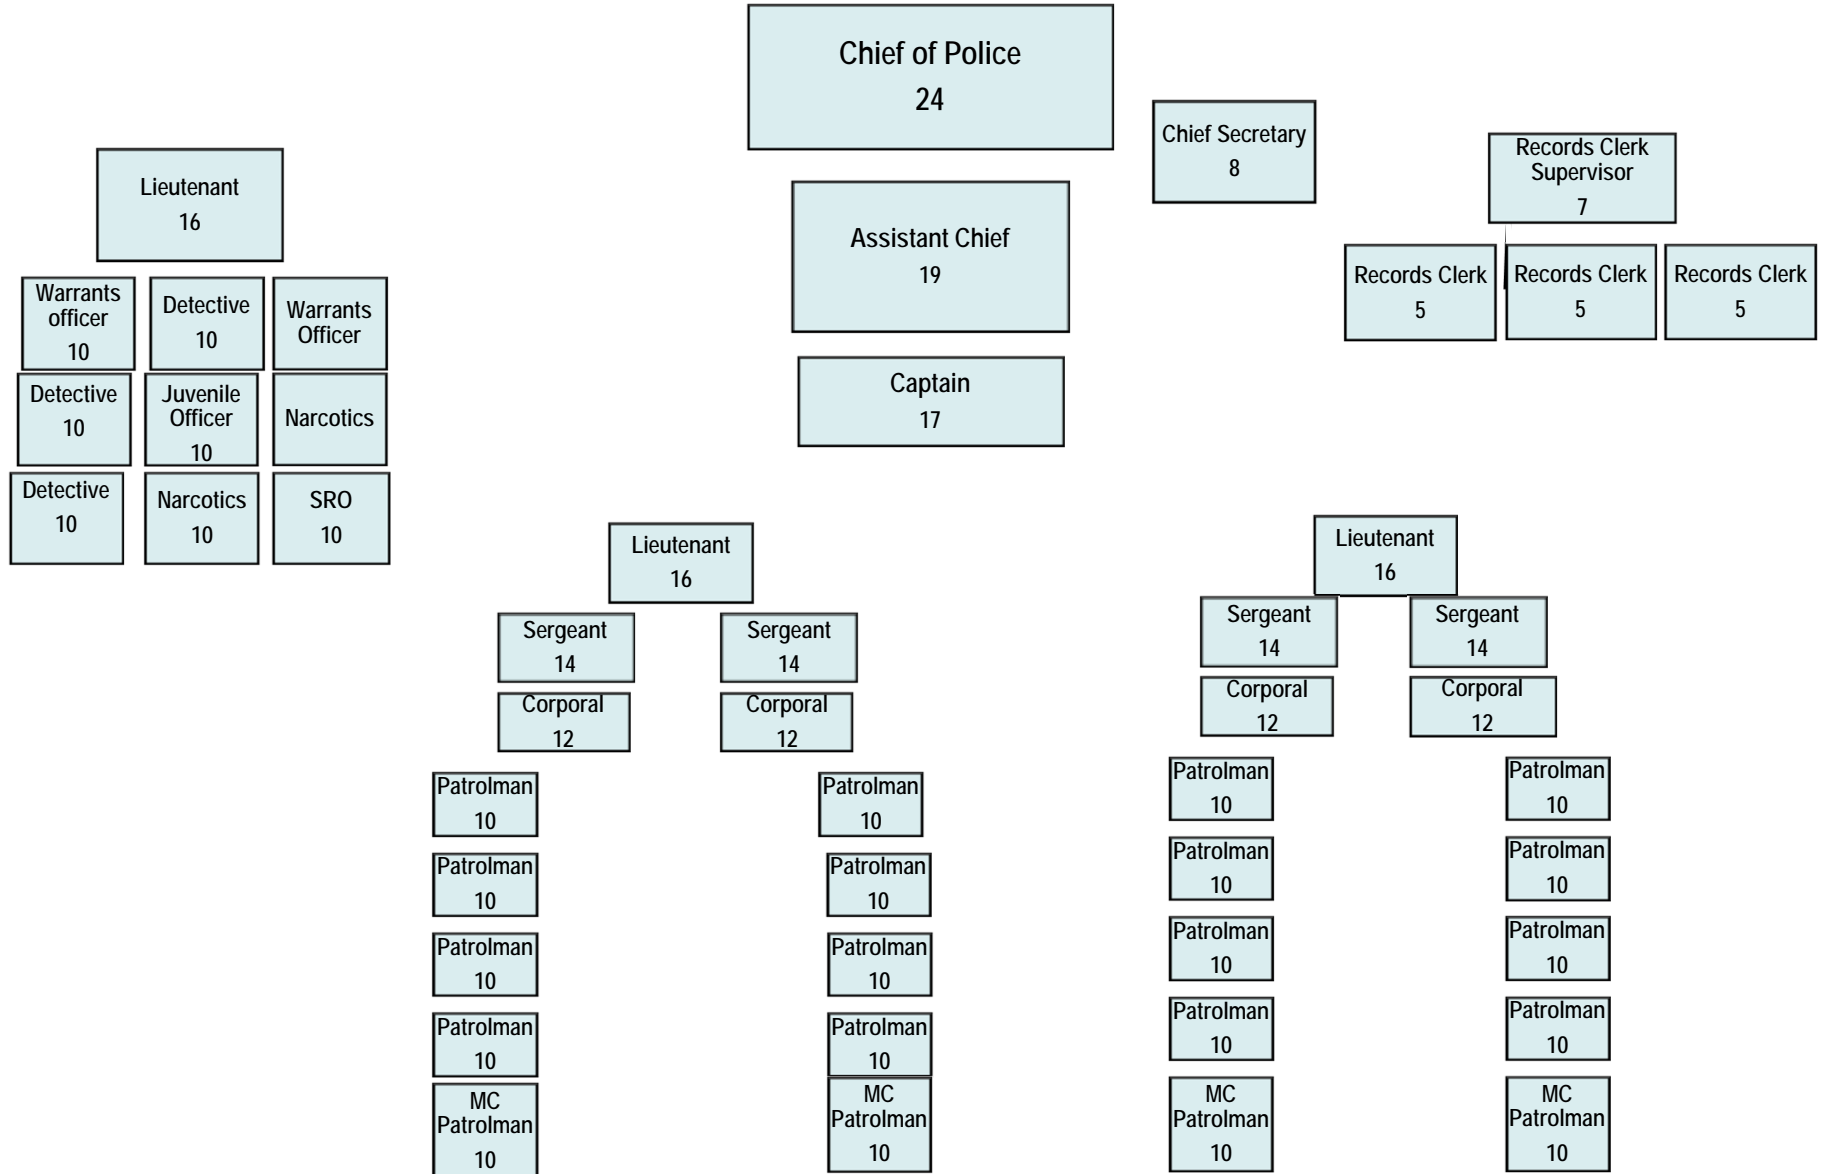 Chief of Police
24
Chief Secretary
8
Records Clerk
Supervisor
7
Records Clerk
5
Records Clerk
5
Records Clerk
5
Assistant Chief
19
Captain
17
Lieutenant
16
Warrants
officer
10
Detective
10
Warrants
Officer
Detective
10
Juvenile
Officer
10
Narcotics
Detective
10
Narcotics
10
SRO
10
Lieutenant
16
Sergeant
14
Sergeant
14
Corporal
12
Corporal
12
Patrolman
10
Patrolman
10
Patrolman
10
Patrolman
10
Patrolman
10
Patrolman
10
Patrolman
10
Patrolman
10
MC
Patrolman
10
MC
Patrolman
10
Lieutenant
16
Sergeant
14
Sergeant
14
Corporal
12
Corporal
12
Patrolman
10
Patrolman
10
Patrolman
10
Patrolman
10
Patrolman
10
Patrolman
10
Patrolman
10
Patrolman
10
MC
Patrolman
10
MC
Patrolman
10